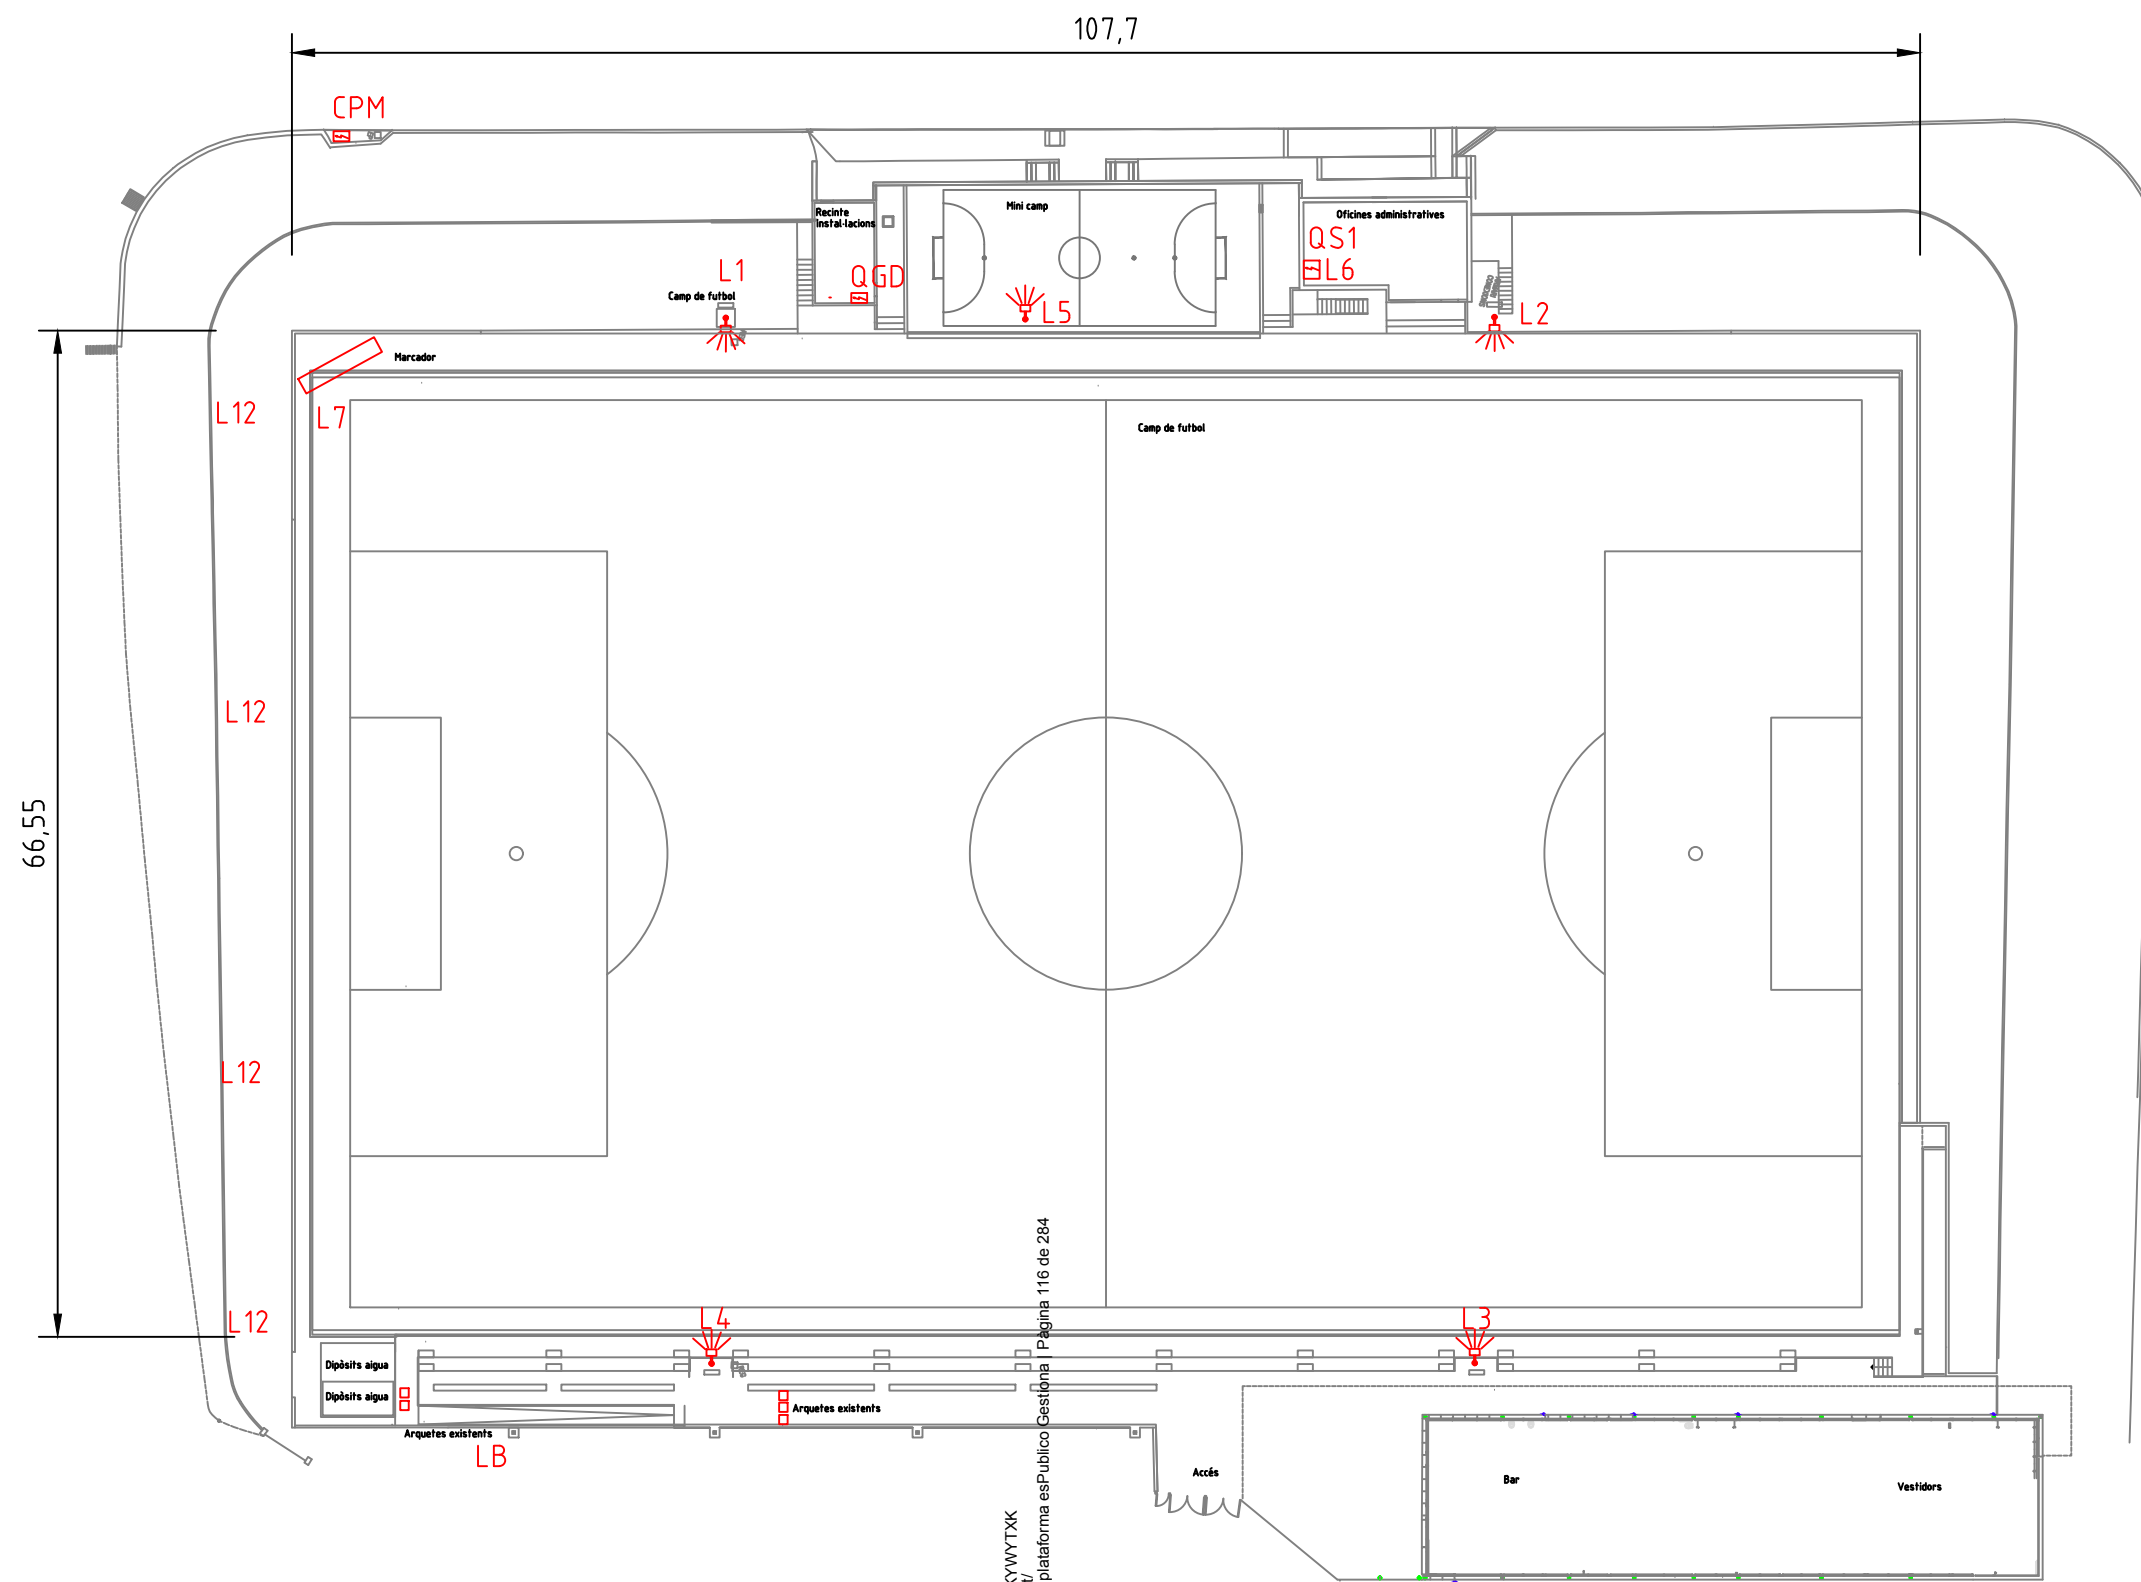 107,7
CPM
Recinte
Instal·lacions
Mini camp
Oficines administratives
QS1
L6
L1
QGD
Camp de futbol
L5
L2
Marcador
L12
L7
Camp de futbol
L12
66,55
L12
L12
L4
L3
Dipòsits aigua
Dipòsits aigua
Arquetes existents
Arquetes existents
LB
Accés
Bar
Vestidors
plataforma esPublico Gestiona | Pagina 116 de 284